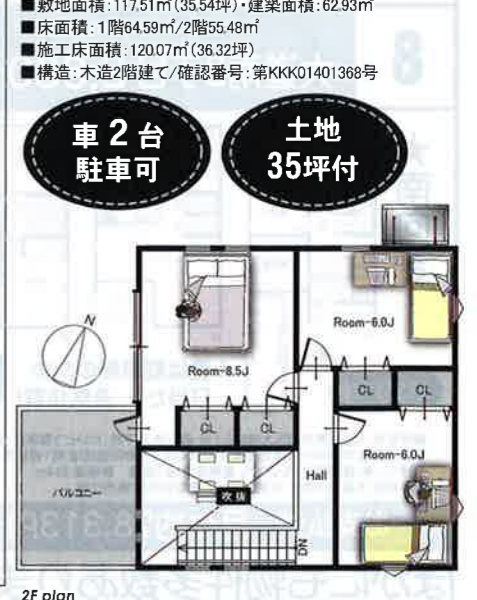 ■敷地面積:117.51㎡(35.54坪)・建築面積:62.93㎡
■床面積:1階64.59㎡/2階55.48㎡
■施工床面積:120.07㎡(36.32坪)
■構造:木造2階建て/確認番号:第KKK01401368号
車2台
駐車可
土地
35坪付
N
Room-6.0J
Room-8.5J
CL
CL
CL
CL
Room-6.0J
Hall
バルコニー
吹抜
DN
2F plan